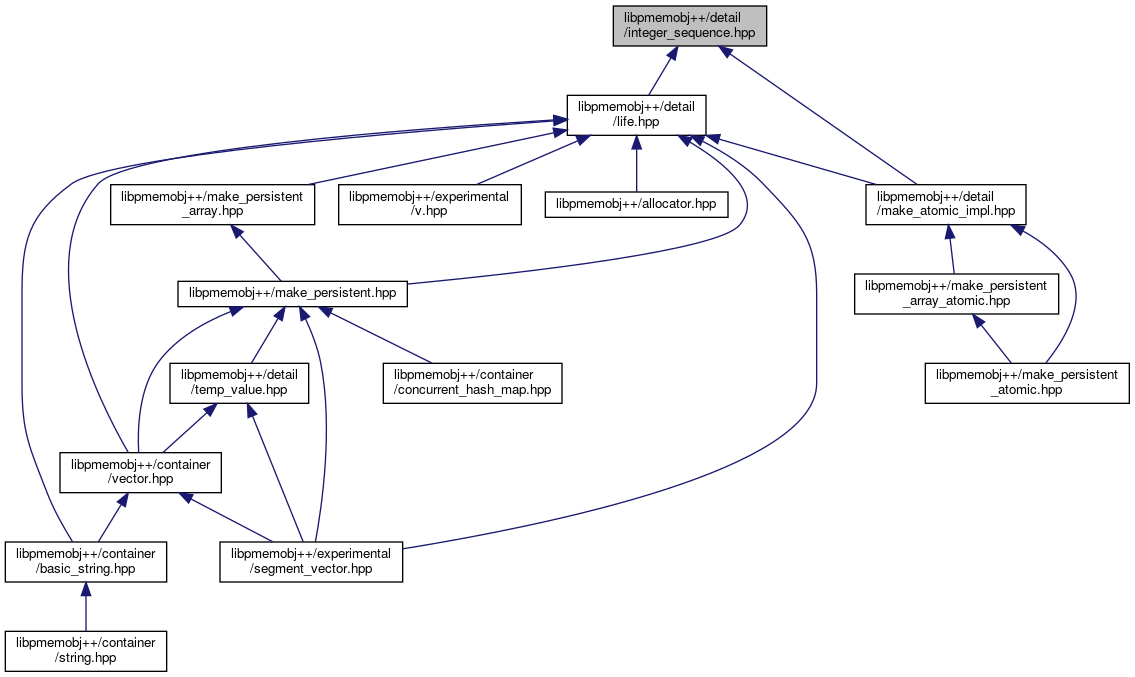 libpmemobj++/detail
/integer_sequence.hpp
libpmemobj++/detail
/life.hpp
libpmemobj++/make_persistent
_array.hpp
libpmemobj++/experimental
/v.hpp
libpmemobj++/allocator.hpp
libpmemobj++/detail
/make_atomic_impl.hpp
libpmemobj++/make_persistent.hpp
libpmemobj++/make_persistent
_array_atomic.hpp
libpmemobj++/detail
/temp_value.hpp
libpmemobj++/container
/concurrent_hash_map.hpp
libpmemobj++/make_persistent
_atomic.hpp
libpmemobj++/container
/vector.hpp
libpmemobj++/container
/basic_string.hpp
libpmemobj++/experimental
/segment_vector.hpp
libpmemobj++/container
/string.hpp